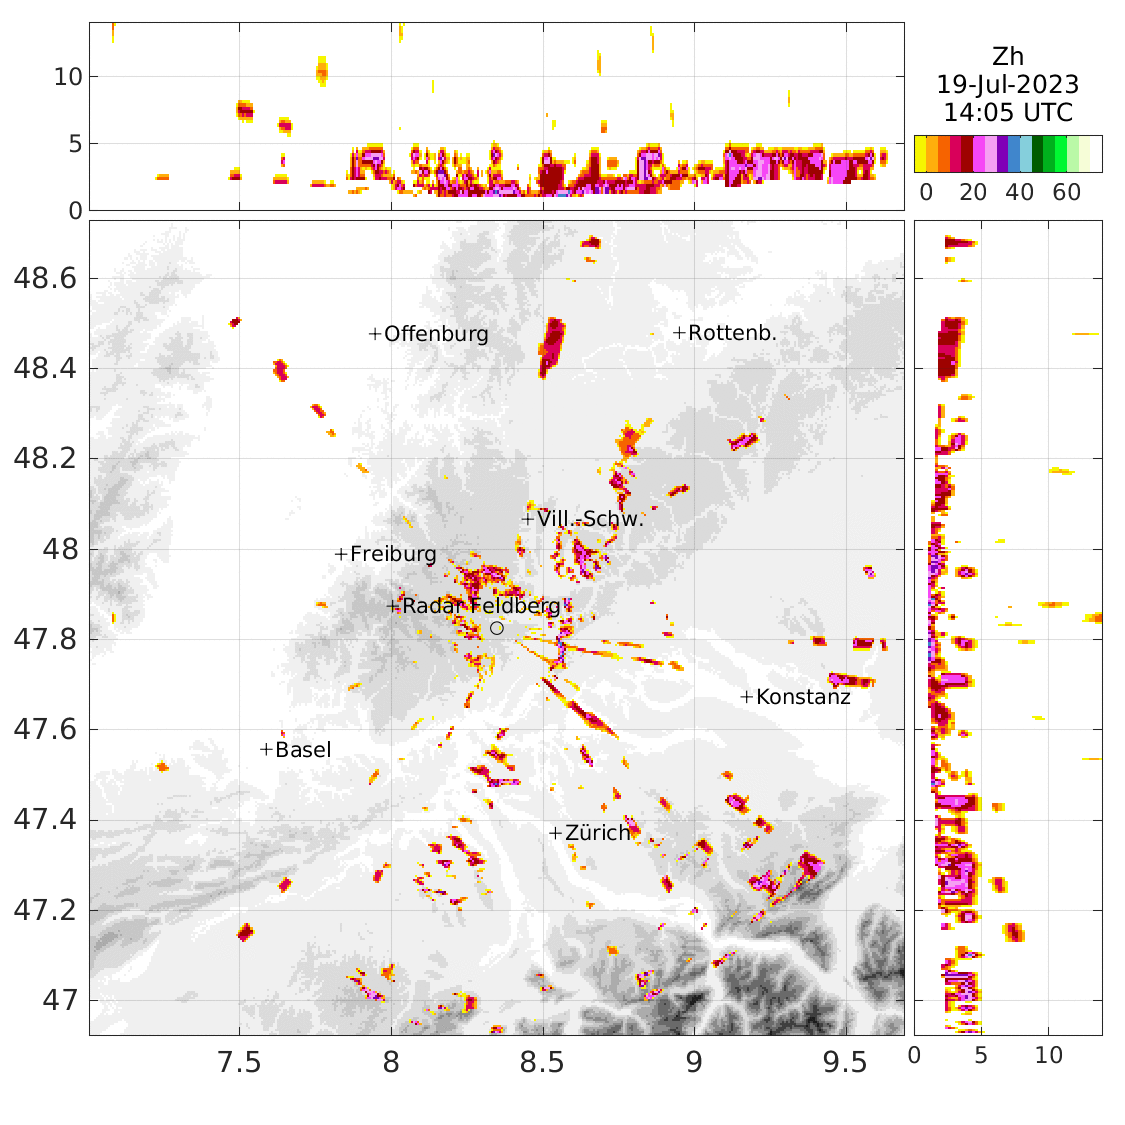 10
5
0
Zh
19-Jul-2023
14:05 UTC
0 20 40 60
48.6
48.4
48.2
48
47.8
47.6
47.4
47.2
47
+Offenburg
+Rottenb.
+Vill.-Schw.
+Freiburg
+Radar Feldberg
+Konstanz
+Basel
+Zürich
7.5 8 8.5 9 9.5
0 5 10